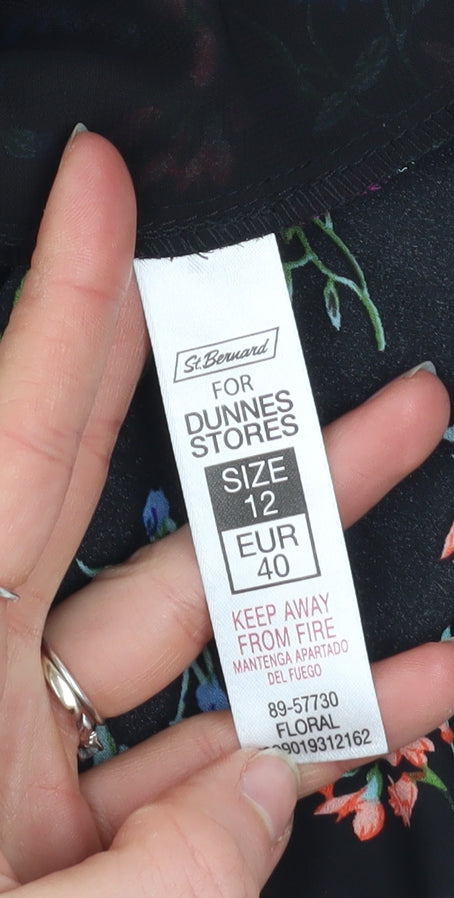 St.Bernard
FOR
DUNNES
STORES
SIZE
12
EUR
40
KEEP AWAY
FROM FIRE
MANTENGA APARTADO
DEL FUEGO
89-57730
FLORAL